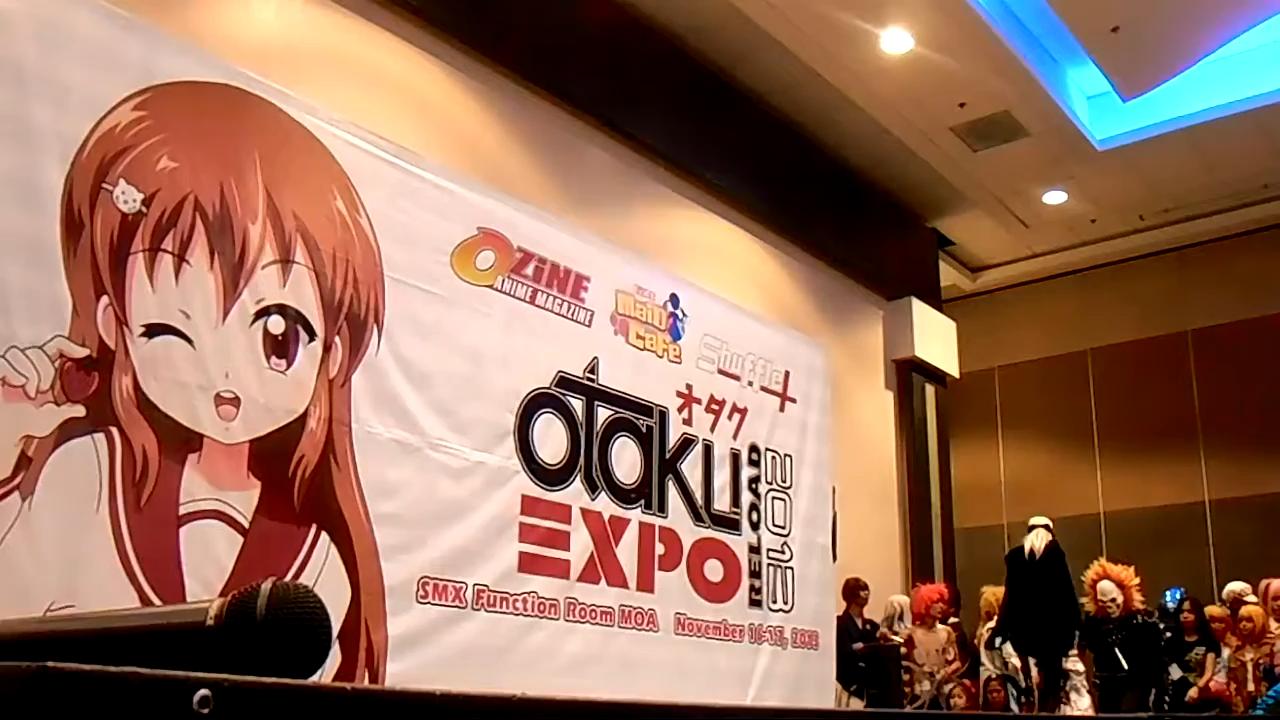 OZiNE
ANIME MAGAZINE
MaiD
Cafe
Shuffle+
オタク
OTAKU
EXPO
RELOAD
2013
SMX Function Room MOA November 16-17, 2013